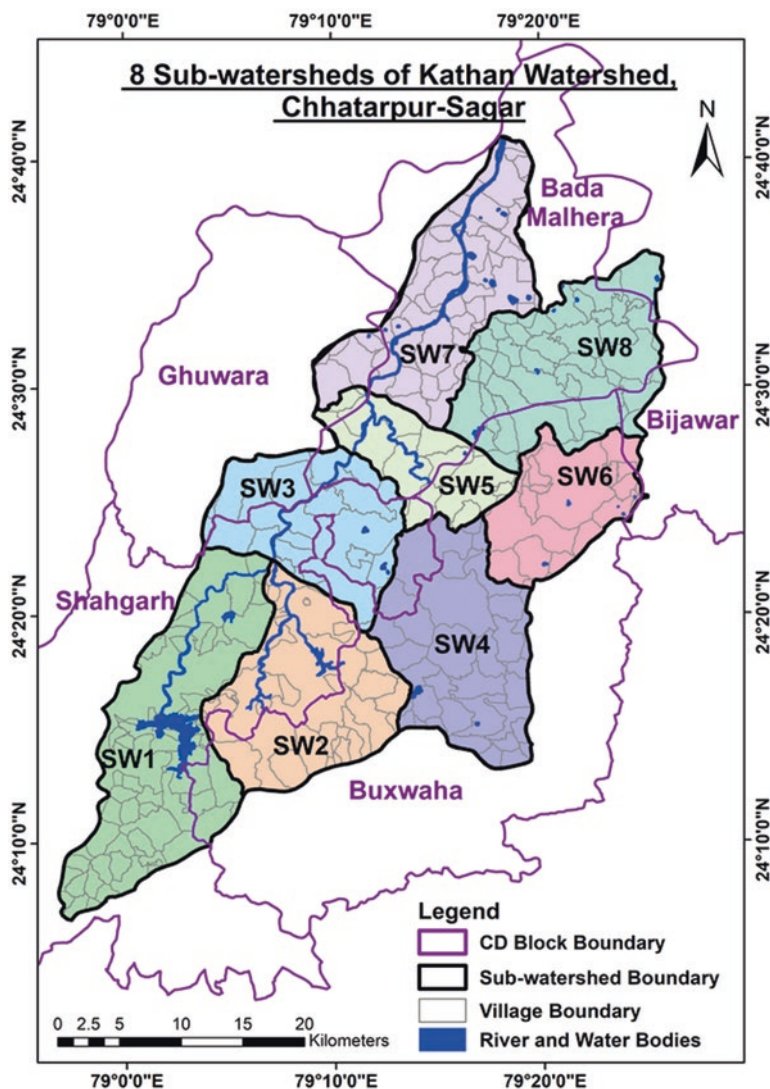 79°0'0"E
79°10'0"E
79°20'0"E
8 Sub-watersheds of Kathan Watershed,
Chhatarpur-Sagar
N
24°40'0"N
24°40'0"N
Bada
Malhera
SW7
SW8
Ghuwara
24°30'0"N
24°30'0"N
Bijawar
SW3
SW5
SW6
Shahgarh
24°20'0"N
24°20'0"N
SW4
SW1
SW2
Buxwaha
24°10'0"N
24°10'0"N
Legend
CD Block Boundary
Sub-watershed Boundary
Village Boundary
River and Water Bodies
0 2.5 5 10 15 20
Kilometers
79°0'0"E
79°10'0"E
79°20'0"E